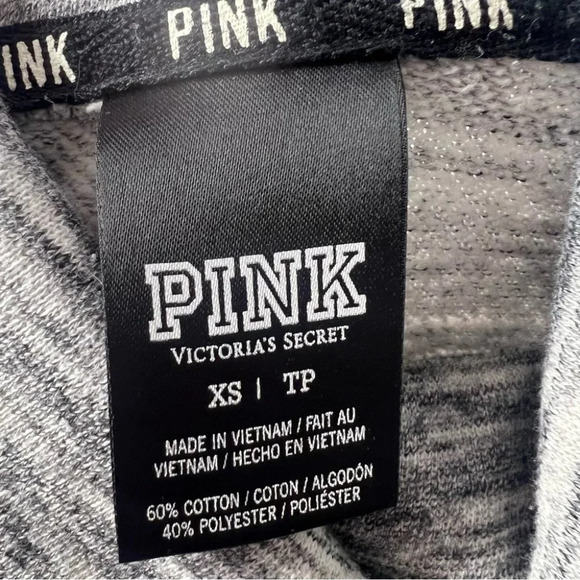 INK PINK PINK
PINK
VICTORIA'S SECRET
XS | TP
MADE IN VIETNAM / FAIT AU
VIETNAM / HECHO EN VIETNAM
60% COTTON / COTON / ALGODÓN
40% POLYESTER / POLIÉSTER